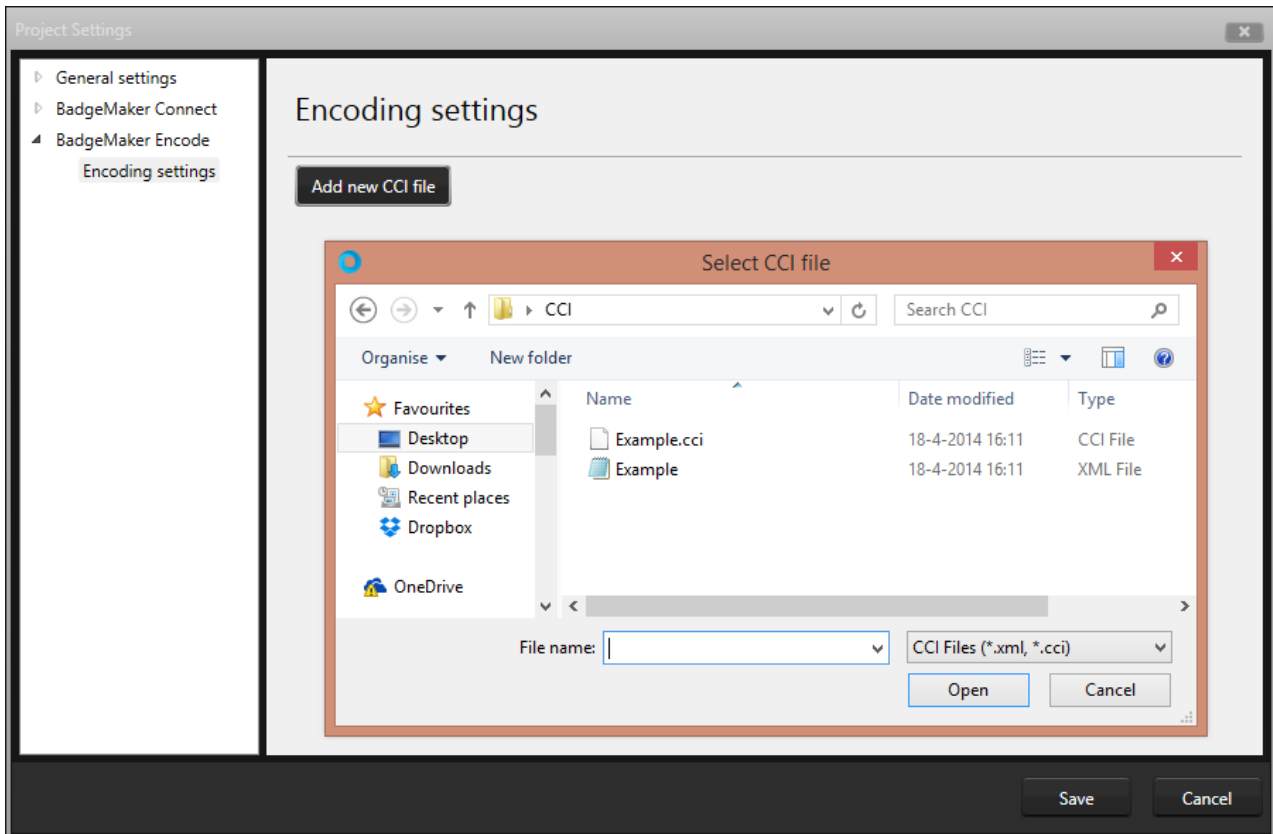 Project Settings
General settings
BadgeMaker Connect
BadgeMaker Encode
Encoding settings
Encoding settings
Add new CCI file
Select CCI file
CCI
Search CCI
Organise
New folder
Favourites
Desktop
Downloads
Recent places
Dropbox
OneDrive
Name Date modified Type
Example.cci 18-4-2014 16:11 CCI File
Example 18-4-2014 16:11 XML File
File name:
CCI Files (*.xml, *.cci)
Open
Cancel
Save
Cancel